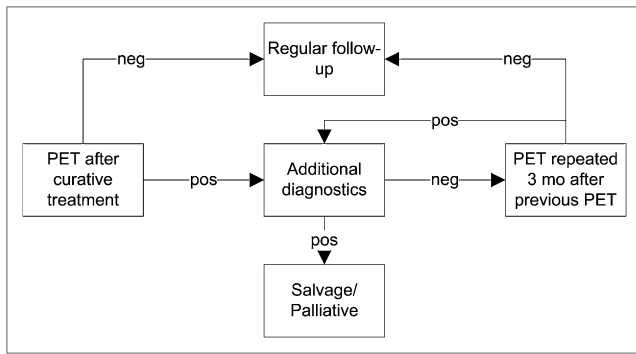 Regular follow-
up
neg
neg
pos
PET after
curative
treatment
pos
Additional
diagnostics
neg
PET repeated
3 mo after
previous PET
pos
Salvage/
Palliative